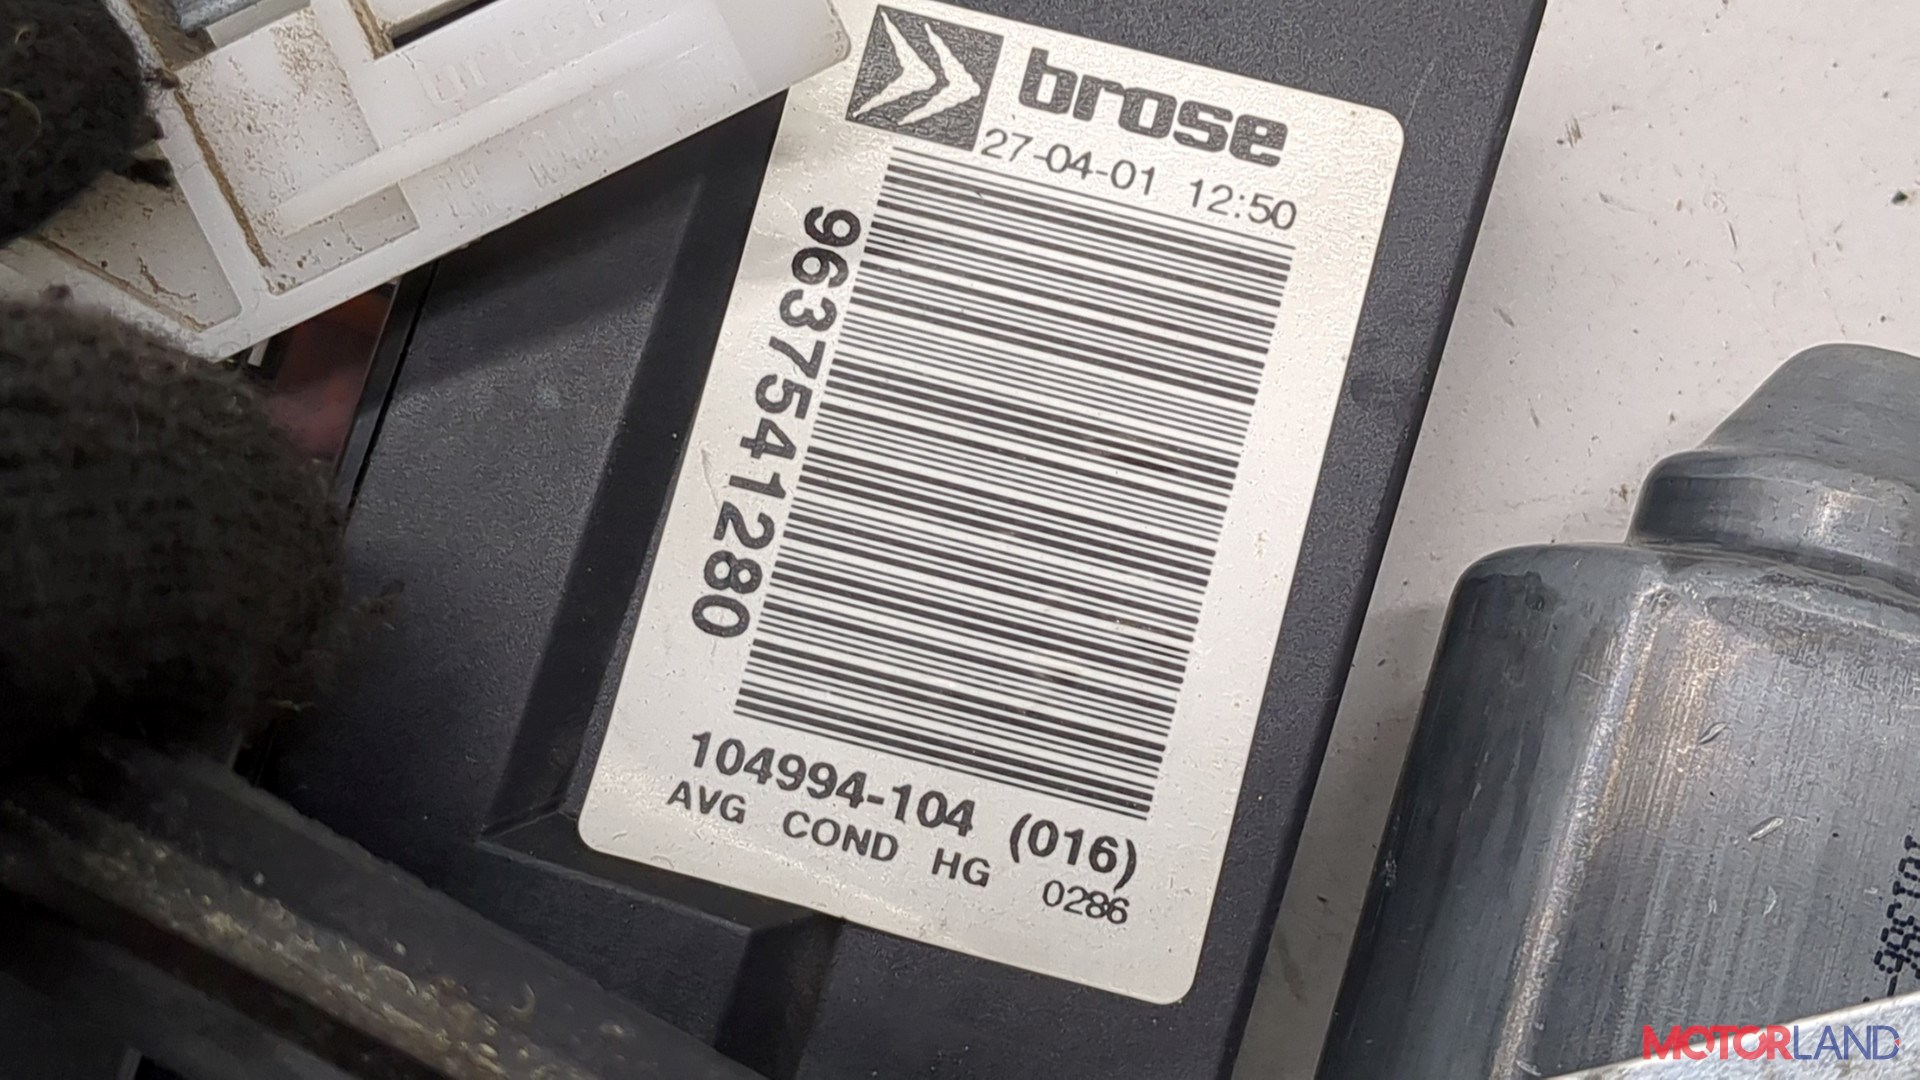 brose
27-04-01 12:50
9637541280
104994-104 (016)
AVG COND HG 0286
MOTORLAND